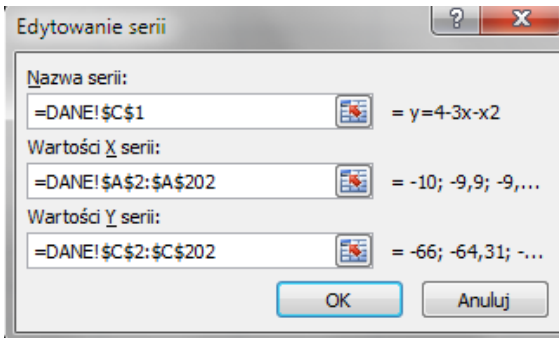 Edytowanie serii
Nazwa serii:
=DANE!$C$1 = y=4-3x-x2
Wartości X serii:
=DANE!$A$2:$A$202 = -10; -9,9; -9,...
Wartości Y serii:
=DANE!$C$2:$C$202 = -66; -64,31; -...
OK Anuluj